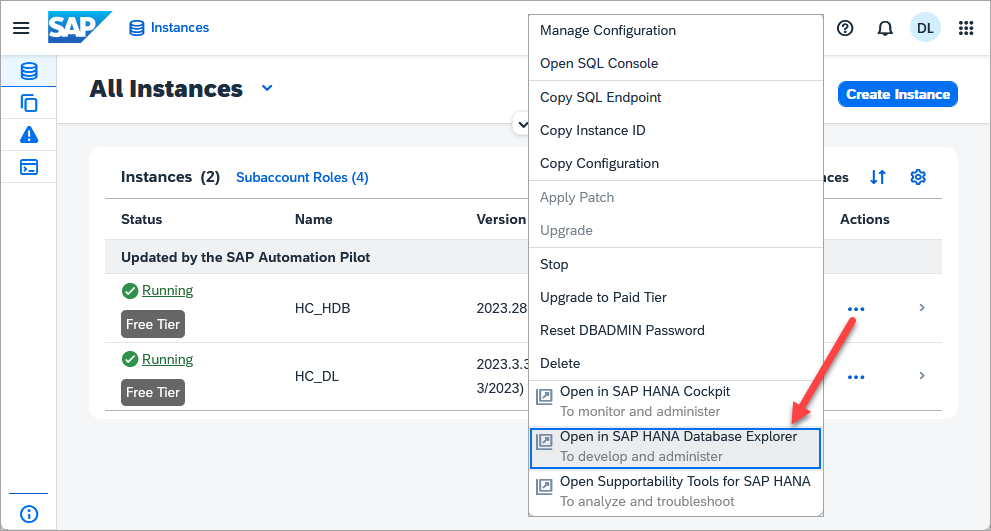 SAP
Instances
DL
All Instances
Create Instance
Instances (2)
Subaccount Roles (4)
Status
Name
Version
Actions
Updated by the SAP Automation Pilot
Running
Free Tier
HC_HDB
2023.28
Running
Free Tier
HC_DL
2023.3.3
3/2023)
Manage Configuration
Open SQL Console
Copy SQL Endpoint
Copy Instance ID
Copy Configuration
Apply Patch
Upgrade
Stop
Upgrade to Paid Tier
Reset DBADMIN Password
Delete
Open in SAP HANA Cockpit
To monitor and administer
Open in SAP HANA Database Explorer
To develop and administer
Open Supportability Tools for SAP HANA
To analyze and troubleshoot